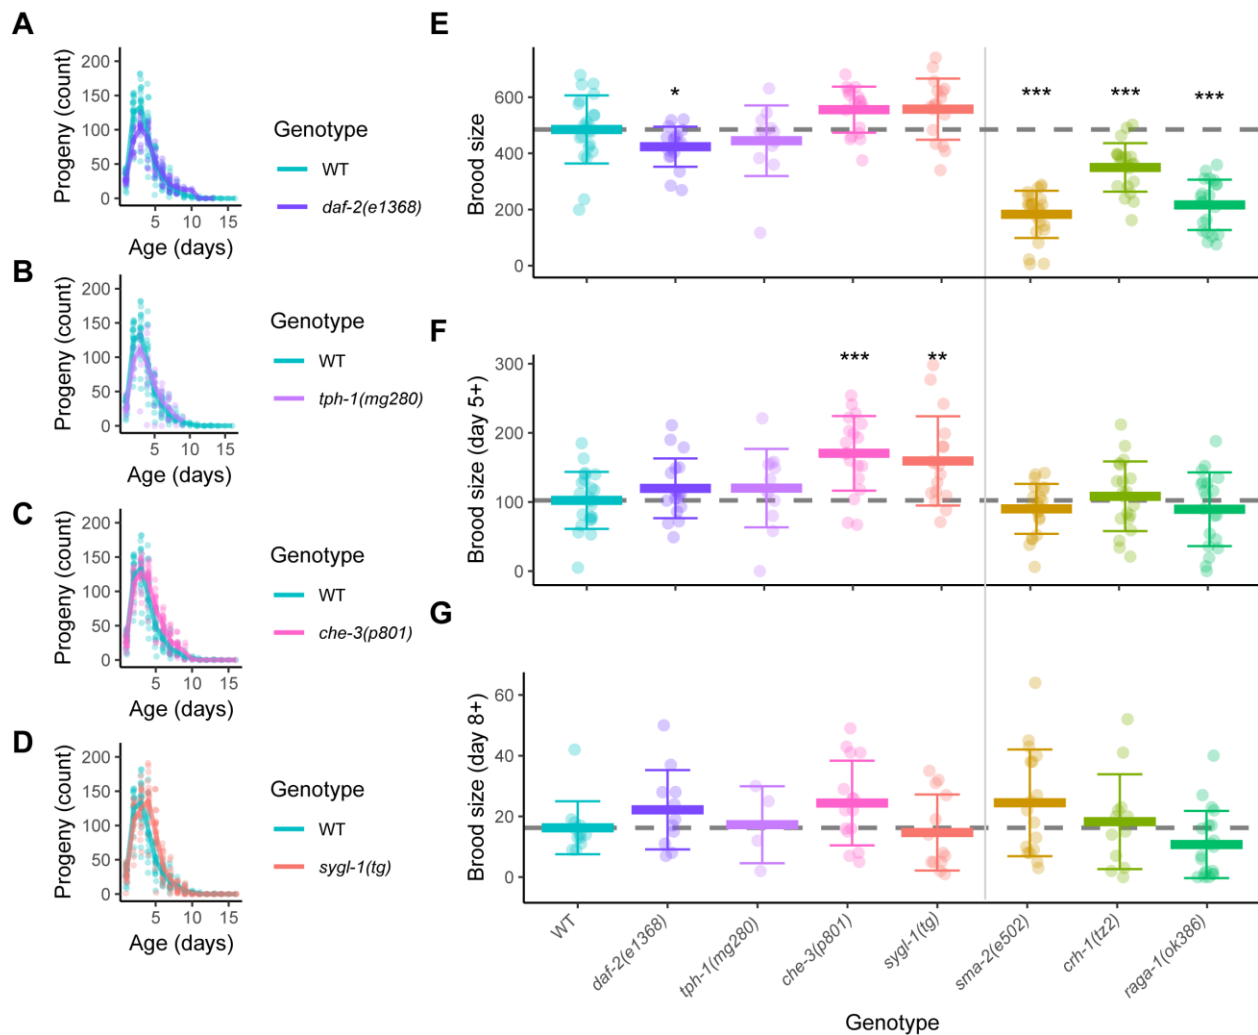 A
Progeny (count)
200
150
100
50
0
5
10
15
Age (days)
Genotype
WT
daf-2(e1368)
B
Progeny (count)
200
150
100
50
0
5
10
15
Age (days)
Genotype
WT
tph-1(mg280)
C
Progeny (count)
200
150
100
50
0
5
10
15
Age (days)
Genotype
WT
che-3(p801)
D
Progeny (count)
200
150
100
50
0
5
10
15
Age (days)
Genotype
WT
sygl-1(tg)
E
Brood size
600
400
200
0
*
***
***
***
F
Brood size (day 5+)
300
200
100
0
***
**
G
Brood size (day 8+)
60
40
20
0
WT
daf-2(e1368)
tph-1(mg280)
che-3(p801)
sygl-1(tg)
sma-2(e502)
crh-1(tz2)
raga-1(ok386)
Genotype